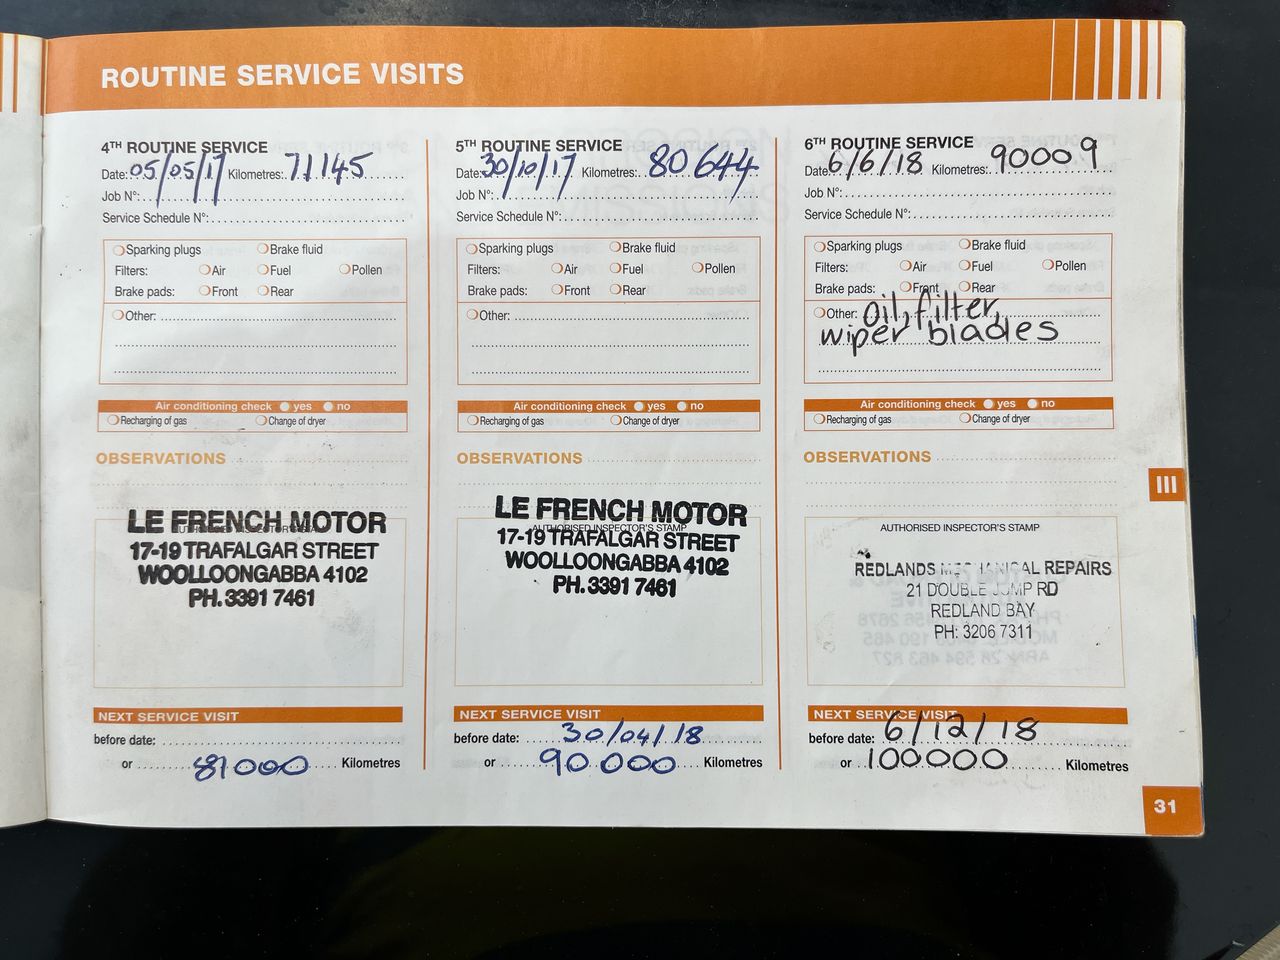 ROUTINE SERVICE VISITS
4TH ROUTINE SERVICE
Date: 05/05/17 Kilometres: 71145
Job N°:
Service Schedule N°:
Sparking plugs Brake fluid
Filters: Air Fuel Pollen
Brake pads: Front Rear
Other:
Air conditioning check yes no
Recharging of gas Change of dryer
OBSERVATIONS
LE FRENCH MOTOR
17-19 TRAFALGAR STREET
WOOLLOONGABBA 4102
PH. 3391 7461
NEXT SERVICE VISIT
before date:
or 81000 Kilometres
5TH ROUTINE SERVICE
Date: 30/10/17 Kilometres: 80644
Job N°:
Service Schedule N°:
Sparking plugs Brake fluid
Filters: Air Fuel Pollen
Brake pads: Front Rear
Other:
Air conditioning check yes no
Recharging of gas Change of dryer
OBSERVATIONS
LE FRENCH MOTOR
AUTHORISED INSPECTOR'S STAMP
17-19 TRAFALGAR STREET
WOOLLOONGABBA 4102
PH. 3391 7461
NEXT SERVICE VISIT
before date: 30/04/18
or 90000 Kilometres
6TH ROUTINE SERVICE
Date: 6/6/18 Kilometres: 90009
Job N°:
Service Schedule N°:
Sparking plugs Brake fluid
Filters: Air Fuel Pollen
Brake pads: Front Rear
Other: oil, filter,
wiper blades
Air conditioning check yes no
Recharging of gas Change of dryer
OBSERVATIONS
AUTHORISED INSPECTOR'S STAMP
REDLANDS MECHANICAL REPAIRS
21 DOUBLE JUMP RD
REDLAND BAY
PH: 3206 7311
NEXT SERVICE VISIT
before date: 6/12/18
or 100000 Kilometres
III
31